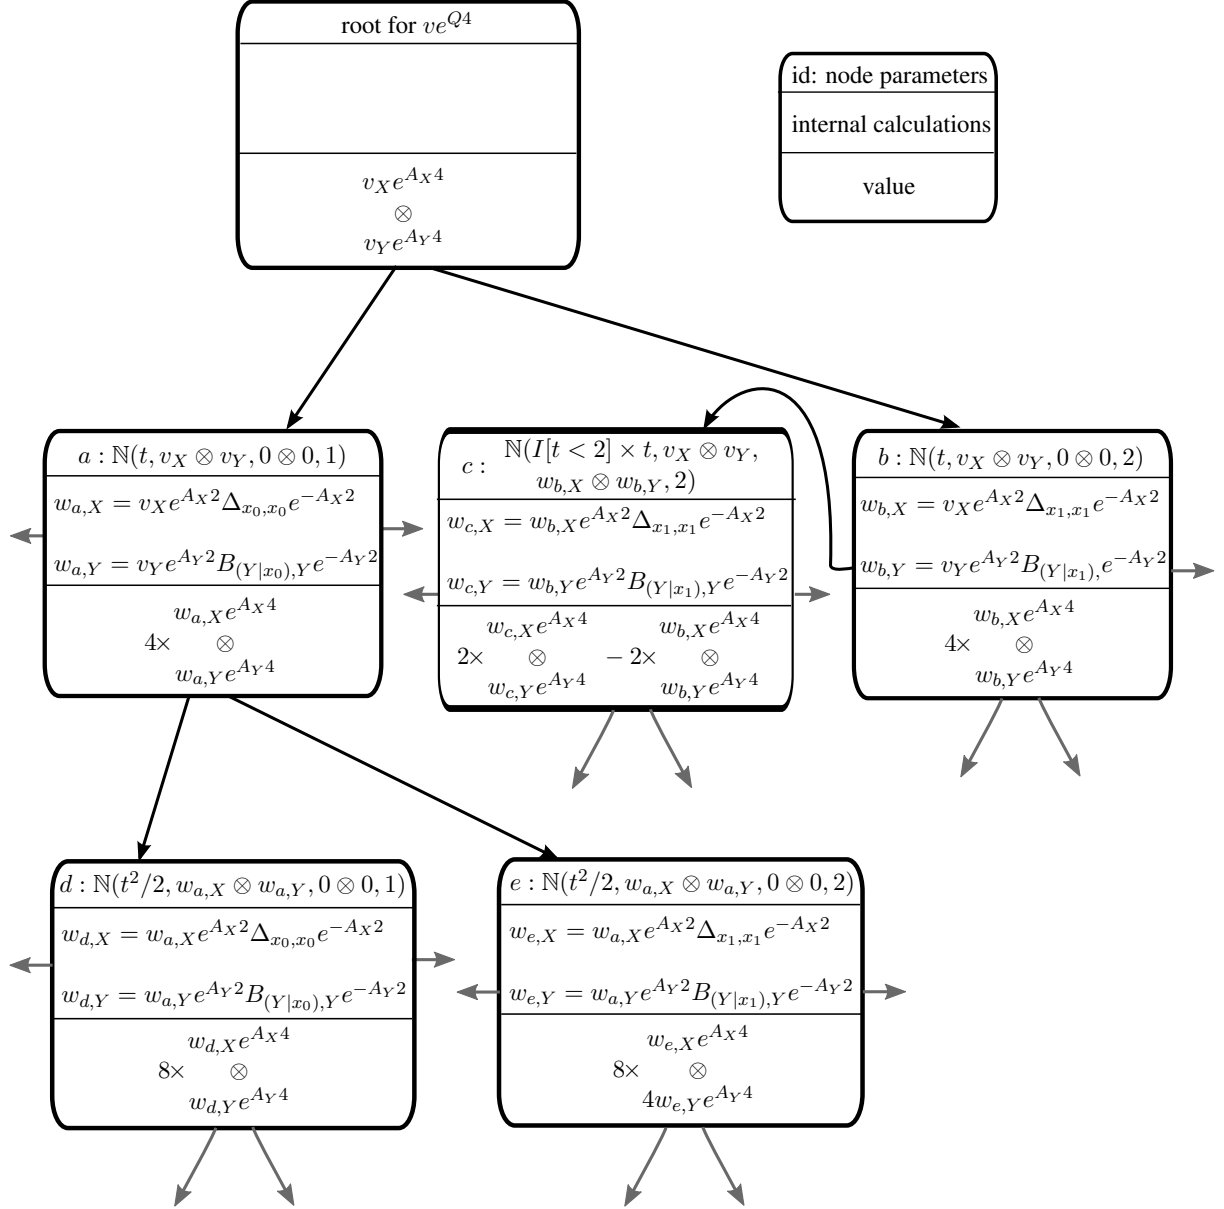 root for $ve^{Q4}$
$v_X e^{A_X 4}$
$\otimes$
$v_Y e^{A_Y 4}$
id: node parameters
internal calculations
value
$a : \mathbb{N}(t, v_X \otimes v_Y, 0 \otimes 0, 1)$
$w_{a,X} = v_X e^{A_X 2} \Delta_{x_0,x_0} e^{-A_X 2}$
$w_{a,Y} = v_Y e^{A_Y 2} B_{(Y|x_0),Y} e^{-A_Y 2}$
$w_{a,X} e^{A_X 4}$
$4\times \quad \otimes$
$w_{a,Y} e^{A_Y 4}$
$c : \mathbb{N}(I[t < 2] \times t, v_X \otimes v_Y,$
$w_{b,X} \otimes w_{b,Y}, 2)$
$w_{c,X} = w_{b,X} e^{A_X 2} \Delta_{x_1,x_1} e^{-A_X 2}$
$w_{c,Y} = w_{b,Y} e^{A_Y 2} B_{(Y|x_1),Y} e^{-A_Y 2}$
$w_{c,X} e^{A_X 4} \quad w_{b,X} e^{A_X 4}$
$2\times \quad \otimes \quad -2\times \quad \otimes$
$w_{c,Y} e^{A_Y 4} \quad w_{b,Y} e^{A_Y 4}$
$b : \mathbb{N}(t, v_X \otimes v_Y, 0 \otimes 0, 2)$
$w_{b,X} = v_X e^{A_X 2} \Delta_{x_1,x_1} e^{-A_X 2}$
$w_{b,Y} = v_Y e^{A_Y 2} B_{(Y|x_1),} e^{-A_Y 2}$
$w_{b,X} e^{A_X 4}$
$4\times \quad \otimes$
$w_{b,Y} e^{A_Y 4}$
$d : \mathbb{N}(t^2/2, w_{a,X} \otimes w_{a,Y}, 0 \otimes 0, 1)$
$w_{d,X} = w_{a,X} e^{A_X 2} \Delta_{x_0,x_0} e^{-A_X 2}$
$w_{d,Y} = w_{a,Y} e^{A_Y 2} B_{(Y|x_0),Y} e^{-A_Y 2}$
$w_{d,X} e^{A_X 4}$
$8\times \quad \otimes$
$w_{d,Y} e^{A_Y 4}$
$e : \mathbb{N}(t^2/2, w_{a,X} \otimes w_{a,Y}, 0 \otimes 0, 2)$
$w_{e,X} = w_{a,X} e^{A_X 2} \Delta_{x_1,x_1} e^{-A_X 2}$
$w_{e,Y} = w_{a,Y} e^{A_Y 2} B_{(Y|x_1),Y} e^{-A_Y 2}$
$w_{e,X} e^{A_X 4}$
$8\times \quad \otimes$
$4w_{e,Y} e^{A_Y 4}$